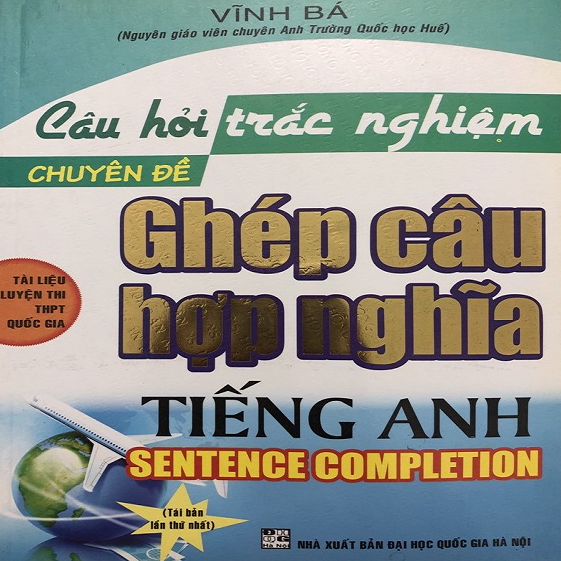 VĨNH BÁ
(Nguyên giáo viên chuyên Anh Trường Quốc học Huế)
Câu hỏi trắc nghiệm
CHUYÊN ĐỀ
Ghép câu
hợp nghĩa
TÀI LIỆU
LUYỆN THI
THPT
QUỐC GIA
TIẾNG ANH
SENTENCE COMPLETION
(Tái bản
lần thứ nhất)
NHÀ XUẤT BẢN ĐẠI HỌC QUỐC GIA HÀ NỘI